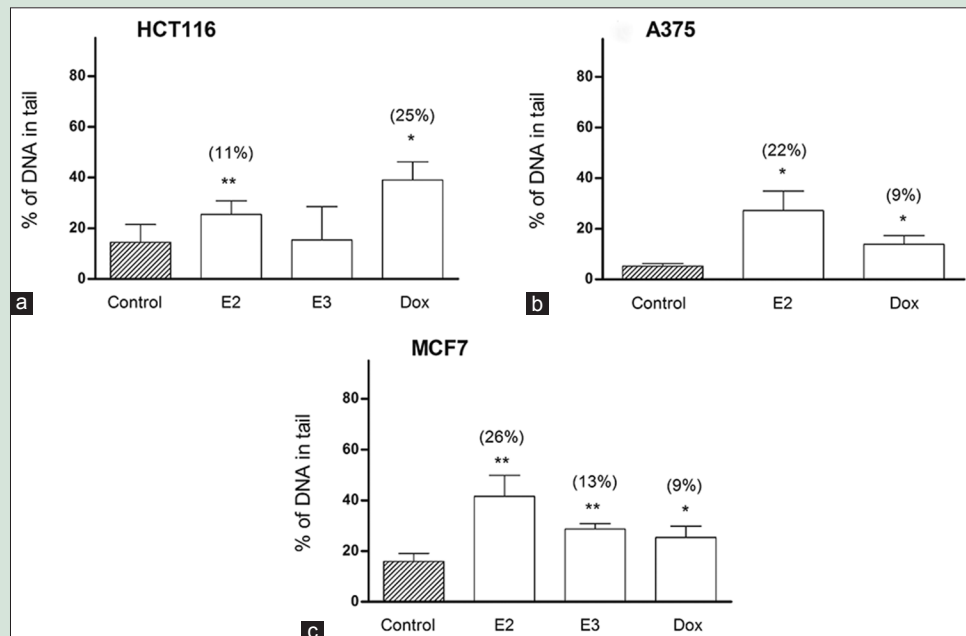 HCT116
% of DNA in tail
80
60
40
20
0
(11%)
**
(25%)
*
Control E2 E3 Dox
a
A375
% of DNA in tail
80
60
40
20
0
(22%)
*
(9%)
*
Control E2 Dox
b
MCF7
% of DNA in tail
80
60
40
20
0
(26%)
**
(13%)
**
(9%)
*
Control E2 E3 Dox
c